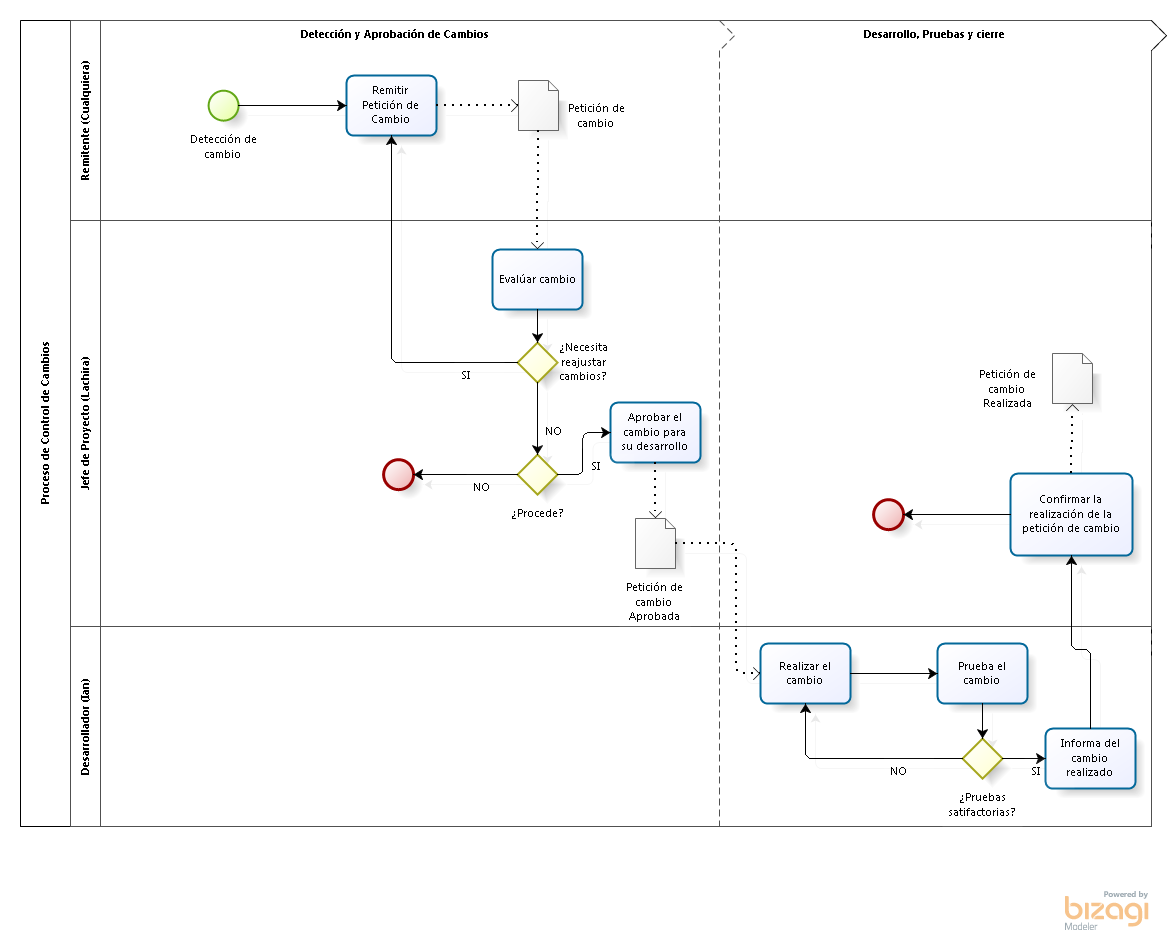 Detección y Aprobación de Cambios
Desarrollo, Pruebas y cierre
Proceso de Control de Cambios
Remitente (Cualquiera)
Detección de
cambio
Remitir
Petición de
Cambio
Petición de
cambio
Jefe de Proyecto (Lachira)
Evalúar cambio
¿Necesita
reajustar
cambios?
SI
NO
Aprobar el
cambio para
su desarrollo
SI
NO
¿Procede?
Petición de
cambio
Aprobada
Petición de
cambio
Realizada
Confirmar la
realización de la
petición de cambio
Desarrollador (Ian)
Realizar el
cambio
Prueba el
cambio
NO
SI
¿Pruebas
satifactorias?
Informa del
cambio
realizado
Powered by
bizagi
Modeler